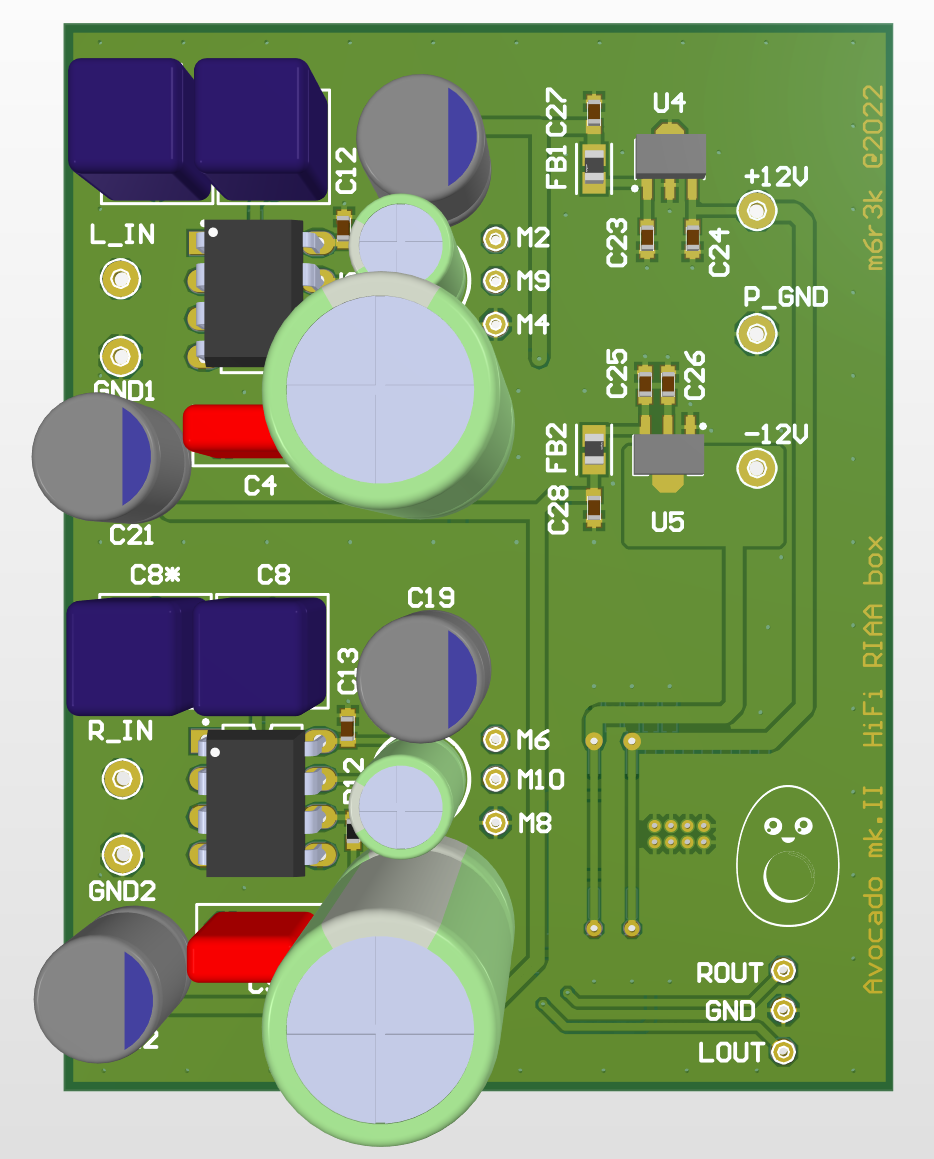 C27
U4
m6r3k @2022
C12
FB1
+12V
L_IN
M2
C23
C24
M9
P_GND
M4
C25
C26
GND1
FB2
-12V
C4
C28
U5
C21
C8*
C8
C19
HiFi RIAA box
C13
R_IN
M6
M10
M8
GND2
Avocado mk.II
ROUT
GND
LOUT